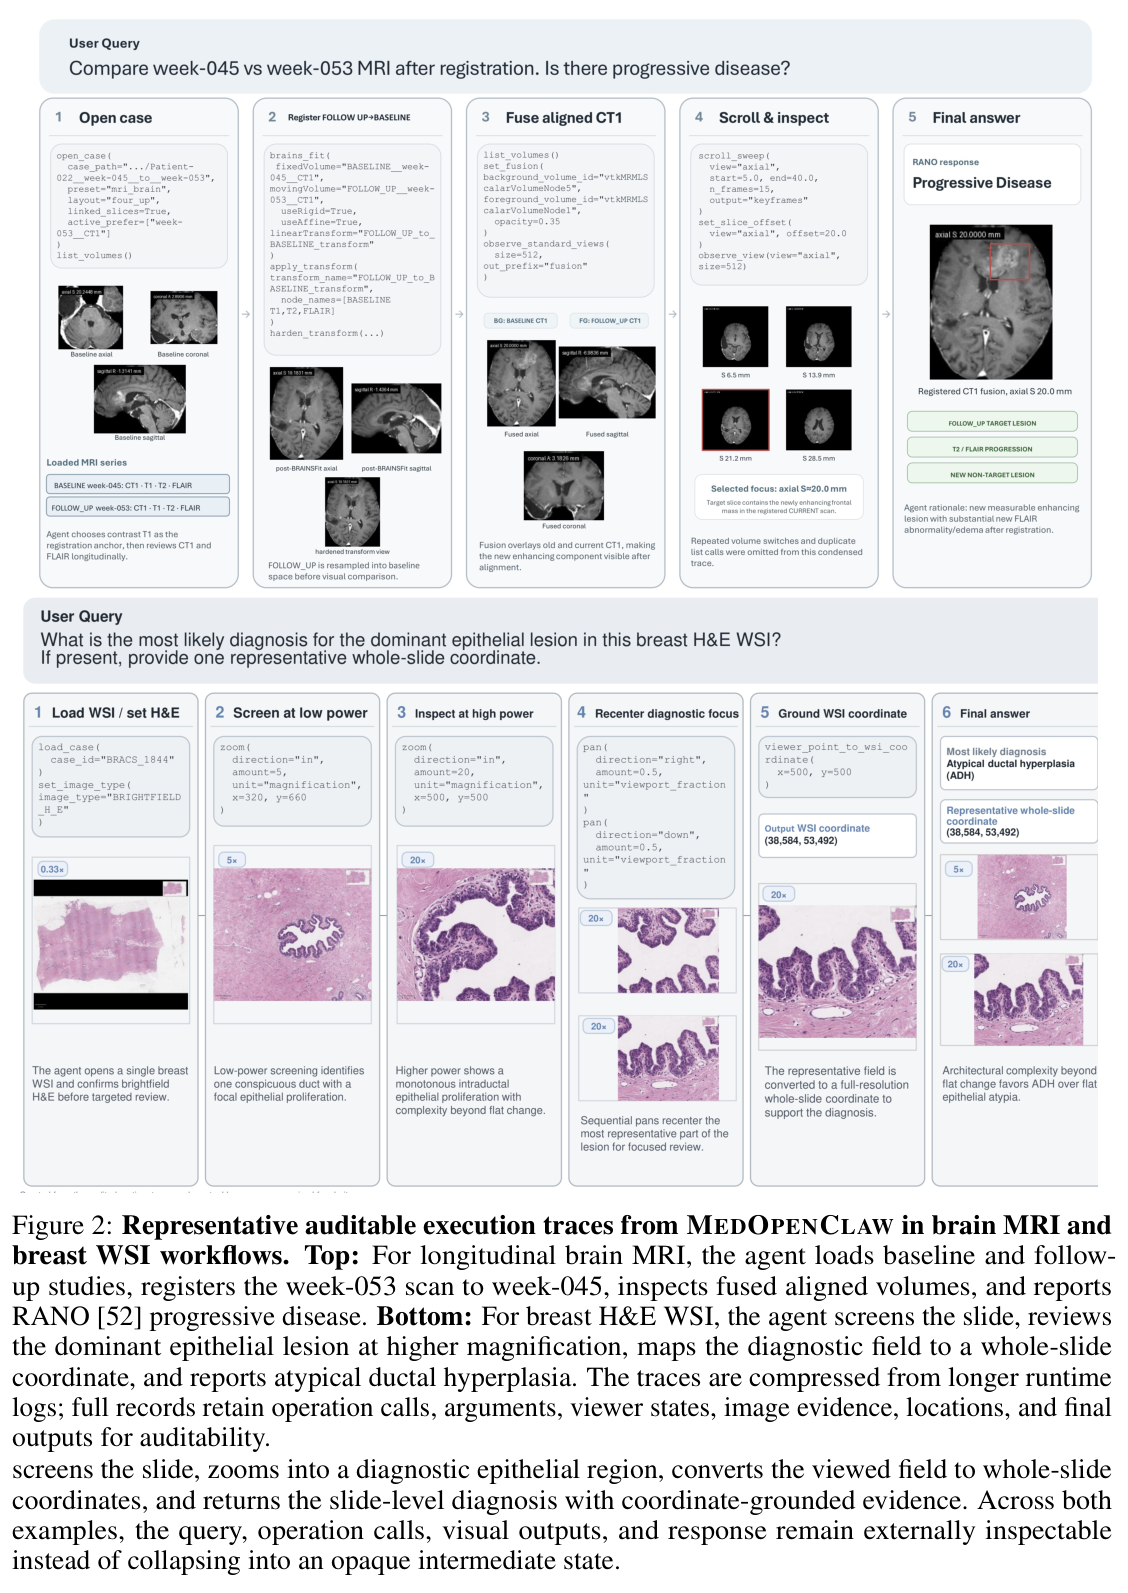 User Query
Compare week-045 vs week-053 MRI after registration. Is there progressive disease?
1 Open case
open_case(
case_path=".../Patient-
022__week-045__to__week-053",
preset="mri_brain",
layout="four_up",
linked_slices=True,
active_prefer=["week-
053__CT1"]
)
list_volumes()
Baseline axial
Baseline coronal
Baseline sagittal
Loaded MRI series
BASELINE week-045: CT1 · T1 · T2 · FLAIR
FOLLOW_UP week-053: CT1 · T1 · T2 · FLAIR
Agent chooses contrast T1 as the
registration anchor, then reviews CT1 and
FLAIR longitudinally.
2 Register FOLLOW UP→BASELINE
brains_fit(
fixedVolume="BASELINE__week-
045__CT1",
movingVolume="FOLLOW_UP__week-
053__CT1",
useRigid=True,
useAffine=True,
linearTransform="FOLLOW_UP_to_
BASELINE_transform"
)
apply_transform(
transform_name="FOLLOW_UP_to_B
ASELINE_transform",
node_names=[BASELINE
T1,T2,FLAIR]
)
harden_transform(...)
post-BRAINSFit axial
post-BRAINSFit sagittal
hardened transform view
FOLLOW_UP is resampled into baseline
space before visual comparison.
3 Fuse aligned CT1
list_volumes()
set_fusion(
background_volume_id="vtkMRMLS
calarVolumeNode5",
foreground_volume_id="vtkMRMLS
calarVolumeNode1",
opacity=0.35
)
observe_standard_views(
size=512,
out_prefix="fusion"
)
BG: BASELINE CT1
FG: FOLLOW_UP CT1
Fused axial
Fused sagittal
coronal A 3.1826 mm
Fused coronal
Fusion overlays old and current CT1, making
the new enhancing component visible after
alignment.
4 Scroll & inspect
scroll_sweep(
view="axial",
start=5.0, end=40.0,
n_frames=15,
output="keyframes"
)
set_slice_offset(
view="axial", offset=20.0
)
observe_view(view="axial",
size=512)
S 6.5 mm
S 13.9 mm
S 21.2 mm
S 28.5 mm
Selected focus: axial S=20.0 mm
Target slice contains the newly enhancing frontal
mass in the registered CURRENT scan.
Repeated volume switches and duplicate
list calls were omitted from this condensed
trace.
5 Final answer
RANO response
Progressive Disease
axial S 20.0000 mm
Registered CT1 fusion, axial S 20.0 mm
FOLLOW_UP TARGET LESION
T2 / FLAIR PROGRESSION
NEW NON-TARGET LESION
Agent rationale: new measurable enhancing
lesion with substantial new FLAIR
abnormality/edema after registration.
User Query
What is the most likely diagnosis for the dominant epithelial lesion in this breast H&E WSI?
If present, provide one representative whole-slide coordinate.
1 Load WSI / set H&E
load_case(
case_id="BRACS_1844"
)
set_image_type(
image_type="BRIGHTFIELD
_H_E"
)
0.33×
The agent opens a single breast
WSI and confirms brightfield
H&E before targeted review.
2 Screen at low power
zoom(
direction="in",
amount=5,
unit="magnification",
x=320, y=660
)
5×
Low-power screening identifies
one conspicuous duct with a
focal epithelial proliferation.
3 Inspect at high power
zoom(
direction="in",
amount=20,
unit="magnification",
x=500, y=500
)
20×
Higher power shows a
monotonous intraductal
epithelial proliferation with
complexity beyond flat change.
4 Recenter diagnostic focus
pan(
direction="right",
amount=0.5,
unit="viewport_fraction
"
)
pan(
direction="down",
amount=0.5,
unit="viewport_fraction
"
)
20×
20×
Sequential pans recenter the
most representative part of the
lesion for focused review.
5 Ground WSI coordinate
viewer_point_to_wsi_coo
rdinate(
x=500, y=500
)
Output WSI coordinate
(38,584, 53,492)
20×
The representative field is
converted to a full-resolution
whole-slide coordinate to
support the diagnosis.
6 Final answer
Most likely diagnosis
Atypical ductal hyperplasia
(ADH)
Representative whole-slide
coordinate
(38,584, 53,492)
5×
20×
Architectural complexity beyond
flat change favors ADH over flat
epithelial atypia.
Figure 2: Representative auditable execution traces from MEDOPENCLAW in brain MRI and
breast WSI workflows. Top: For longitudinal brain MRI, the agent loads baseline and follow-
up studies, registers the week-053 scan to week-045, inspects fused aligned volumes, and reports
RANO [52] progressive disease. Bottom: For breast H&E WSI, the agent screens the slide, reviews
the dominant epithelial lesion at higher magnification, maps the diagnostic field to a whole-slide
coordinate, and reports atypical ductal hyperplasia. The traces are compressed from longer runtime
logs; full records retain operation calls, arguments, viewer states, image evidence, locations, and final
outputs for auditability.
screens the slide, zooms into a diagnostic epithelial region, converts the viewed field to whole-slide
coordinates, and returns the slide-level diagnosis with coordinate-grounded evidence. Across both
examples, the query, operation calls, visual outputs, and response remain externally inspectable
instead of collapsing into an opaque intermediate state.